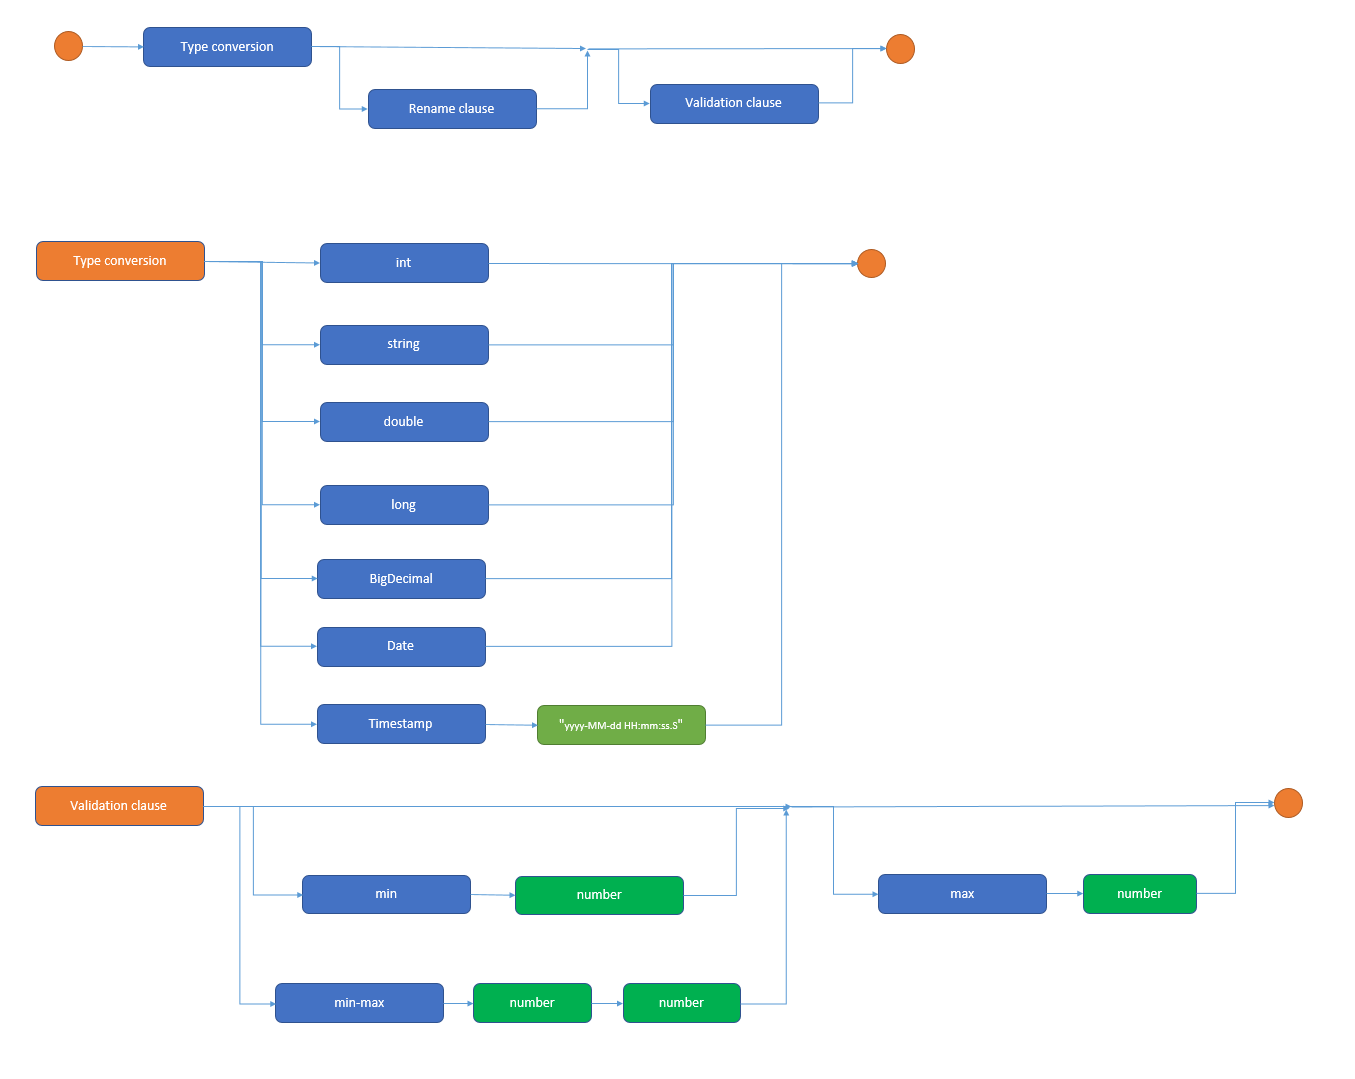 Type conversion
Rename clause
Validation clause
Type conversion
int
string
double
long
BigDecimal
Date
Timestamp
"yyyy-MM-dd HH:mm:ss.S"
Validation clause
min
number
max
number
min-max
number
number